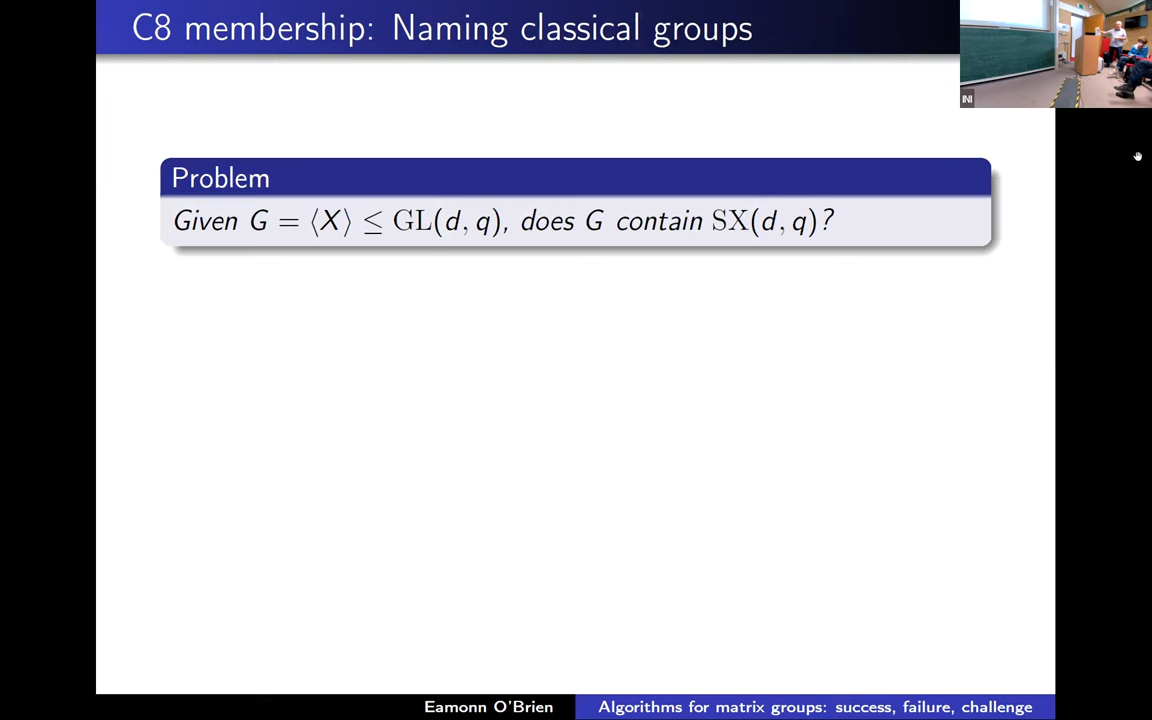 C8 membership: Naming classical groups
INI
Problem
Given G = ⟨X⟩ ≤ GL(d, q), does G contain SX(d, q)?
Eamonn O'Brien
Algorithms for matrix groups: success, failure, challenge